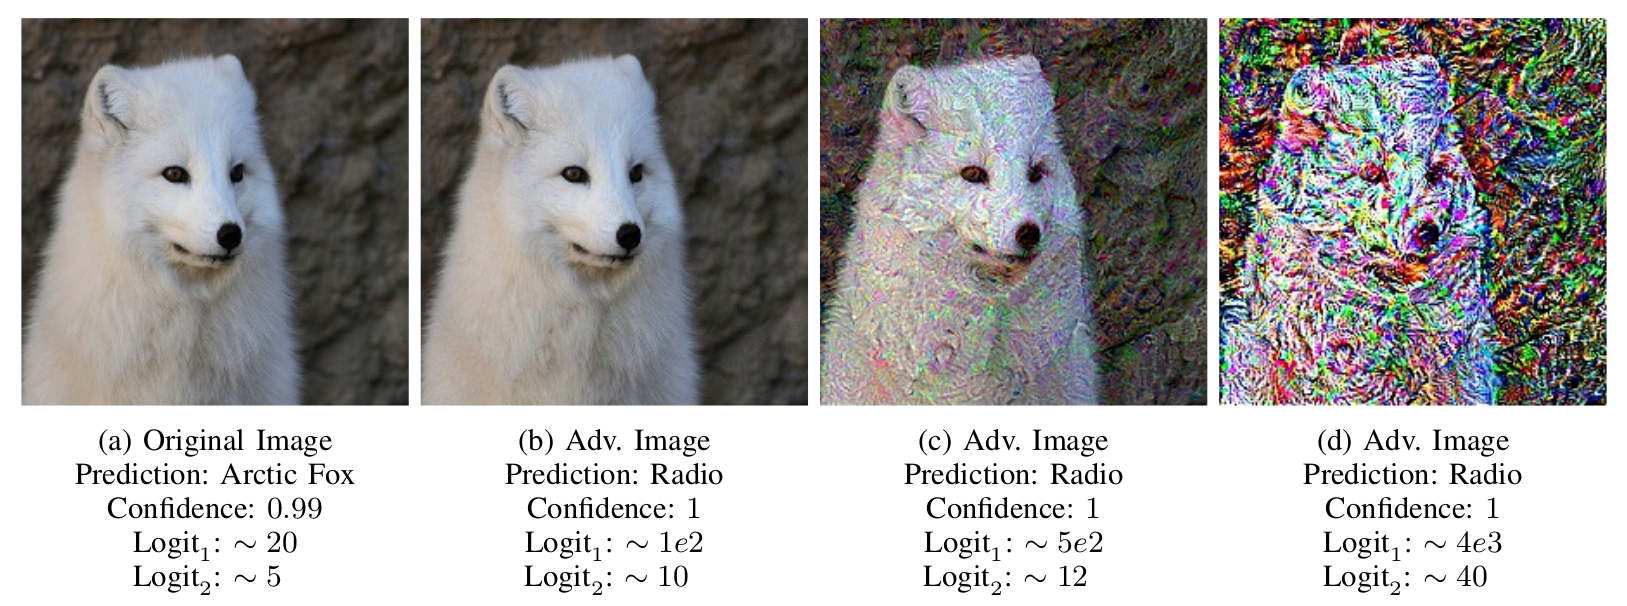 (a) Original Image
Prediction: Arctic Fox
Confidence: 0.99
Logit₁: ∼ 20
Logit₂: ∼ 5
(b) Adv. Image
Prediction: Radio
Confidence: 1
Logit₁: ∼ 1e2
Logit₂: ∼ 10
(c) Adv. Image
Prediction: Radio
Confidence: 1
Logit₁: ∼ 5e2
Logit₂: ∼ 12
(d) Adv. Image
Prediction: Radio
Confidence: 1
Logit₁: ∼ 4e3
Logit₂: ∼ 40